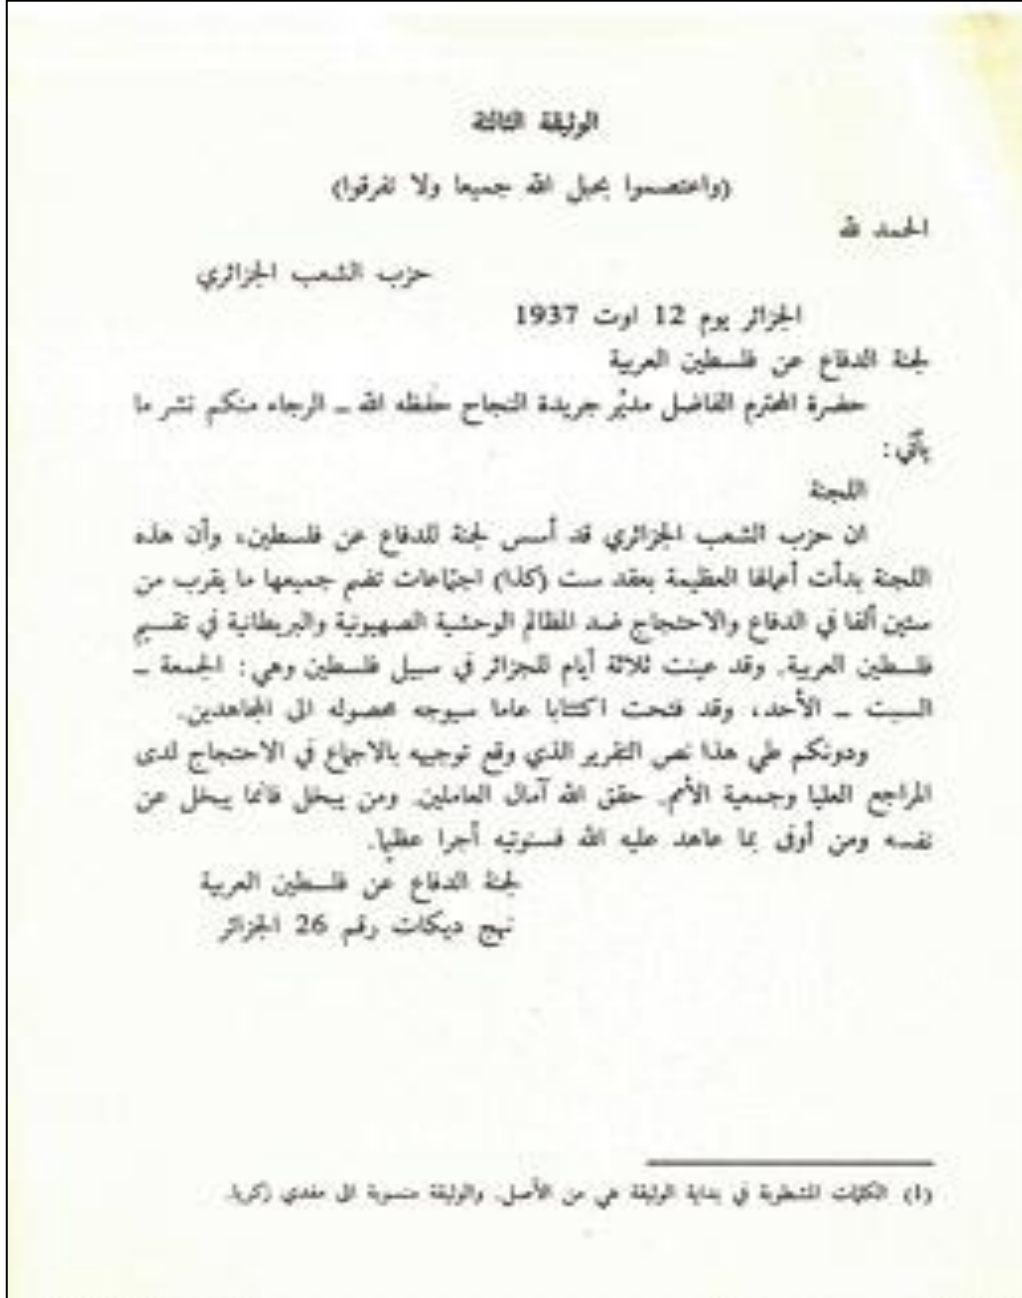 الوثيقة الثالثة
(واعتصموا بحبل الله جميعا ولا تفرقوا)
الحمد لله
حزب الشعب الجزائري
الجزائر يوم 12 اوت 1937
لجنة الدفاع عن فلسطين العربية
حضرة المحترم الفاضل مدير جريدة النجاح حفظه الله ــ الرجاء منكم نشر ما
يأتي:
اللجنة
ان حزب الشعب الجزائري قد أسس لجنة للدفاع عن فلسطين، وأن هذه
اللجنة بدأت أعمالها العظيمة بعقد ست (كذا) اجتماعات تضم جميعها ما يقرب من
ستين ألفا في الدفاع والاحتجاج ضد المظالم الوحشية الصهيونية والبريطانية في تقسيم
فلسطين العربية. وقد عينت ثلاثة أيام للجزائر في سبيل فلسطين وهي: الجمعة ــ
السبت ــ الأحد، وقد فتحت اكتتابا عاما سيوجه محصوله الى المجاهدين.
ودونكم طي هذا نص التقرير الذي وقع توجيهه بالاجماع في الاحتجاج لدى
المراجع العليا وجمعية الأمم. حقق الله آمال العاملين. ومن يبخل فانما يبخل عن
نفسه ومن أوفى بما عاهد عليه الله فسنوتيه أجرا عظيما.
لجنة الدفاع عن فلسطين العربية
نهج ديكات رقم 26 الجزائر
(1) الكلمات المشطوبة في بداية الوثيقة هي من الأصل. والوثيقة منسوبة الى مفدي زكريا.